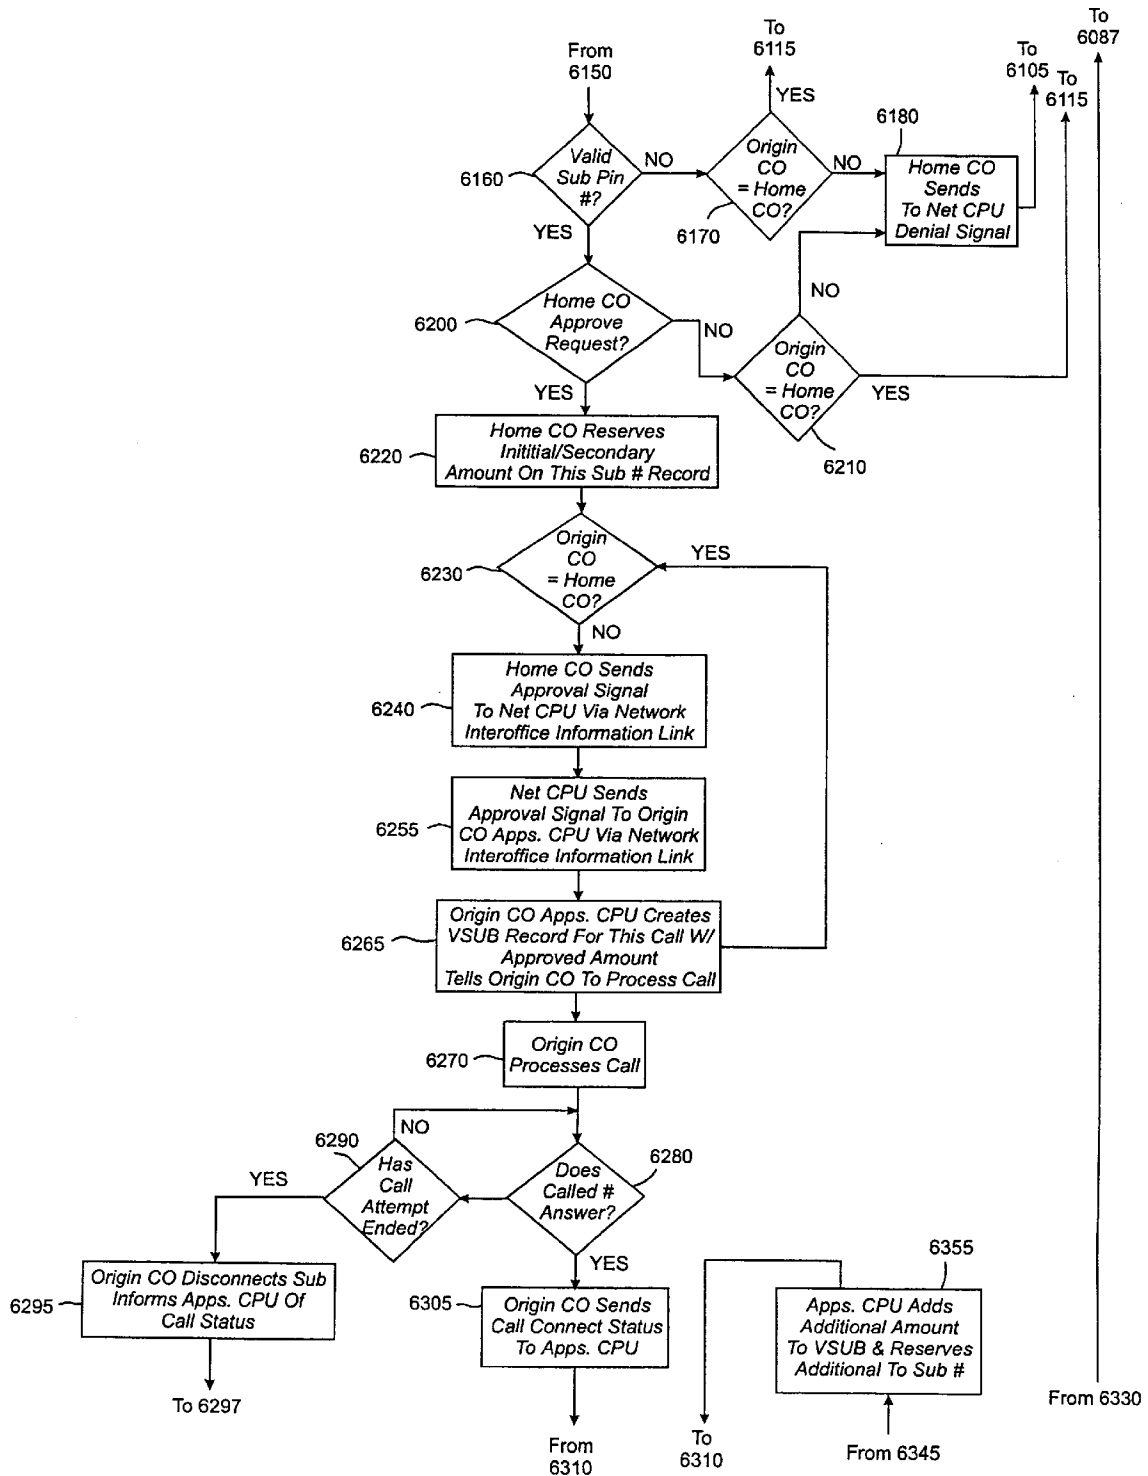 To
6087
To
6115
To
6105
To
6115
From
6150
YES
6180
Valid
Sub Pin
#?
6160
NO
Origin
CO
= Home
CO?
6170
NO
Home CO
Sends
To Net CPU
Denial Signal
YES
Home CO
Approve
Request?
6200
NO
NO
Origin
CO
= Home
CO?
YES
6210
YES
Home CO Reserves
Inititial/Secondary
Amount On This Sub # Record
6220
Origin
CO
= Home
CO?
6230
YES
NO
Home CO Sends
Approval Signal
To Net CPU Via Network
Interoffice Information Link
6240
Net CPU Sends
Approval Signal To Origin
CO Apps. CPU Via Network
Interoffice Information Link
6255
Origin CO Apps. CPU Creates
VSUB Record For This Call W/
Approved Amount
Tells Origin CO To Process Call
6265
Origin CO
Processes Call
6270
NO
6290
Has
Call
Attempt
Ended?
YES
Does
Called #
Answer?
6280
YES
Origin CO Disconnects Sub
Informs Apps. CPU Of
Call Status
6295
To 6297
6305
Origin CO Sends
Call Connect Status
To Apps. CPU
From
6310
6355
Apps. CPU Adds
Additional Amount
To VSUB & Reserves
Additional To Sub #
To
6310
From 6345
From 6330